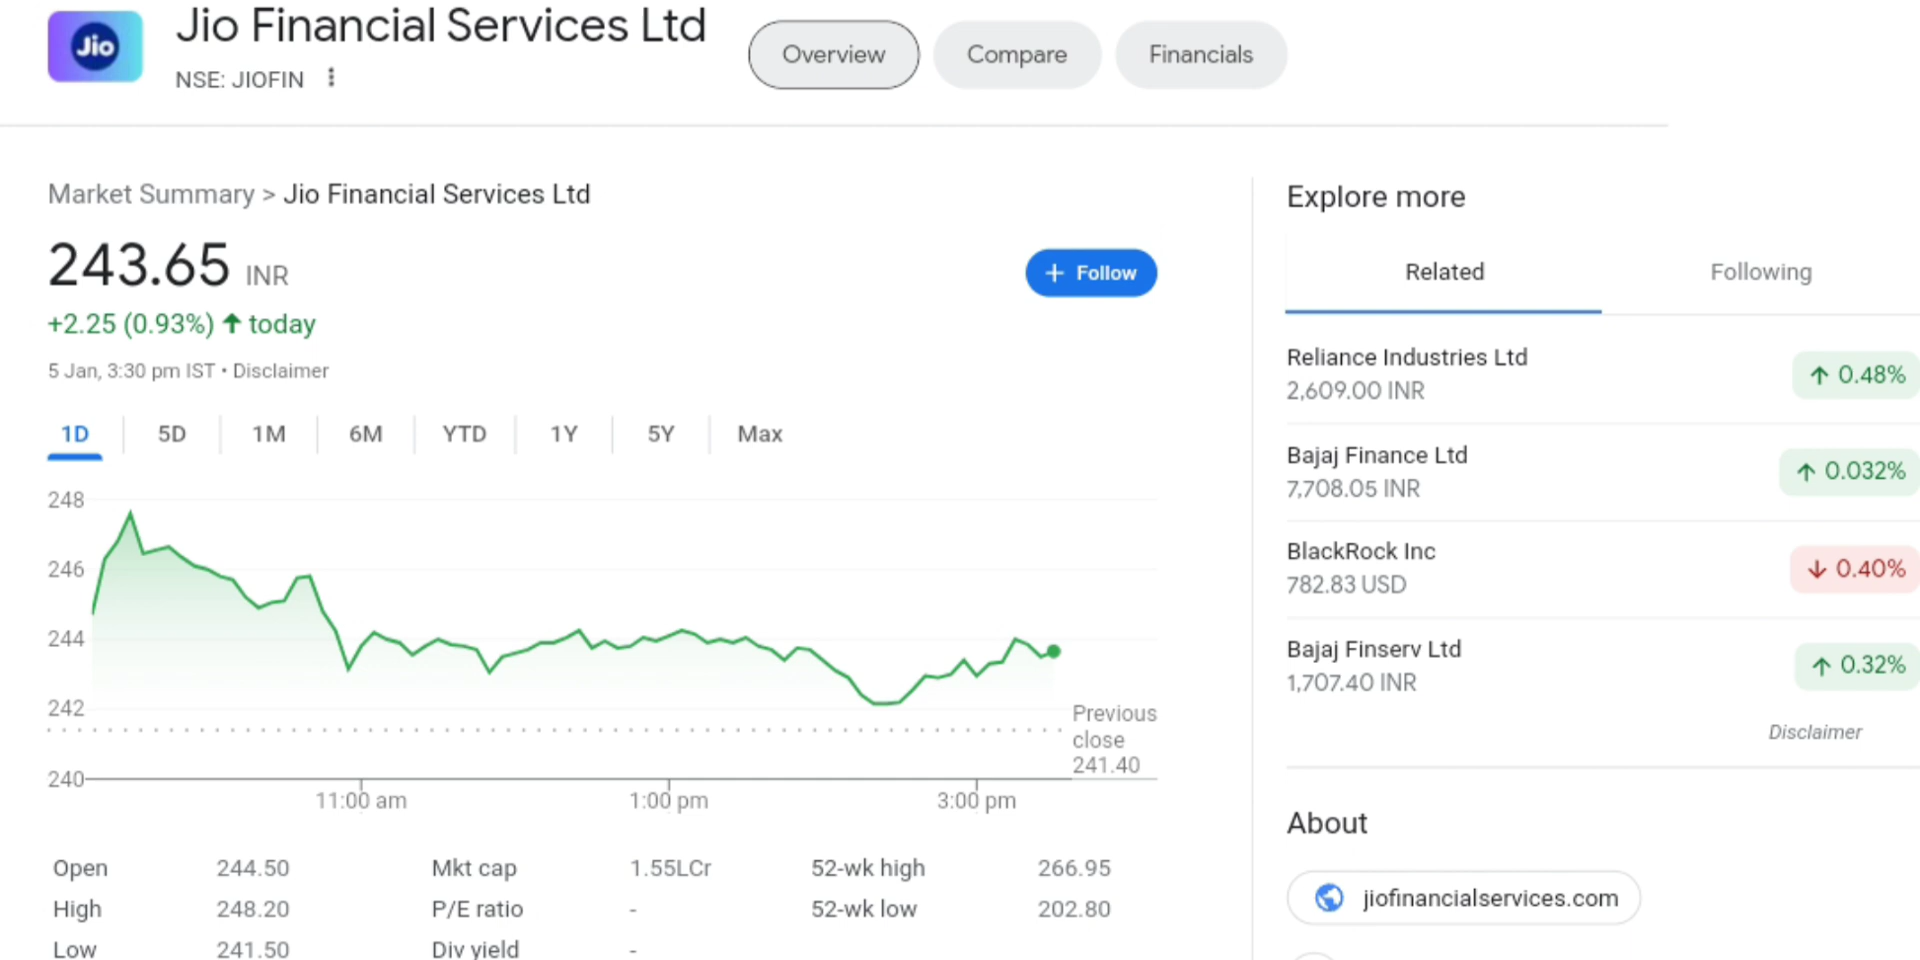 Jio
Jio Financial Services Ltd
NSE: JIOFIN
Overview
Compare
Financials
Market Summary > Jio Financial Services Ltd
243.65 INR
+2.25 (0.93%) ↑ today
5 Jan, 3:30 pm IST • Disclaimer
+ Follow
1D 5D 1M 6M YTD 1Y 5Y Max
248
246
244
242
240
Previous
close
241.40
11:00 am 1:00 pm 3:00 pm
Open 244.50 Mkt cap 1.55LCr 52-wk high 266.95
High 248.20 P/E ratio - 52-wk low 202.80
Low 241.50 Div yield -
Explore more
Related Following
Reliance Industries Ltd
2,609.00 INR
↑ 0.48%
Bajaj Finance Ltd
7,708.05 INR
↑ 0.032%
BlackRock Inc
782.83 USD
↓ 0.40%
Bajaj Finserv Ltd
1,707.40 INR
↑ 0.32%
Disclaimer
About
jiofinancialservices.com